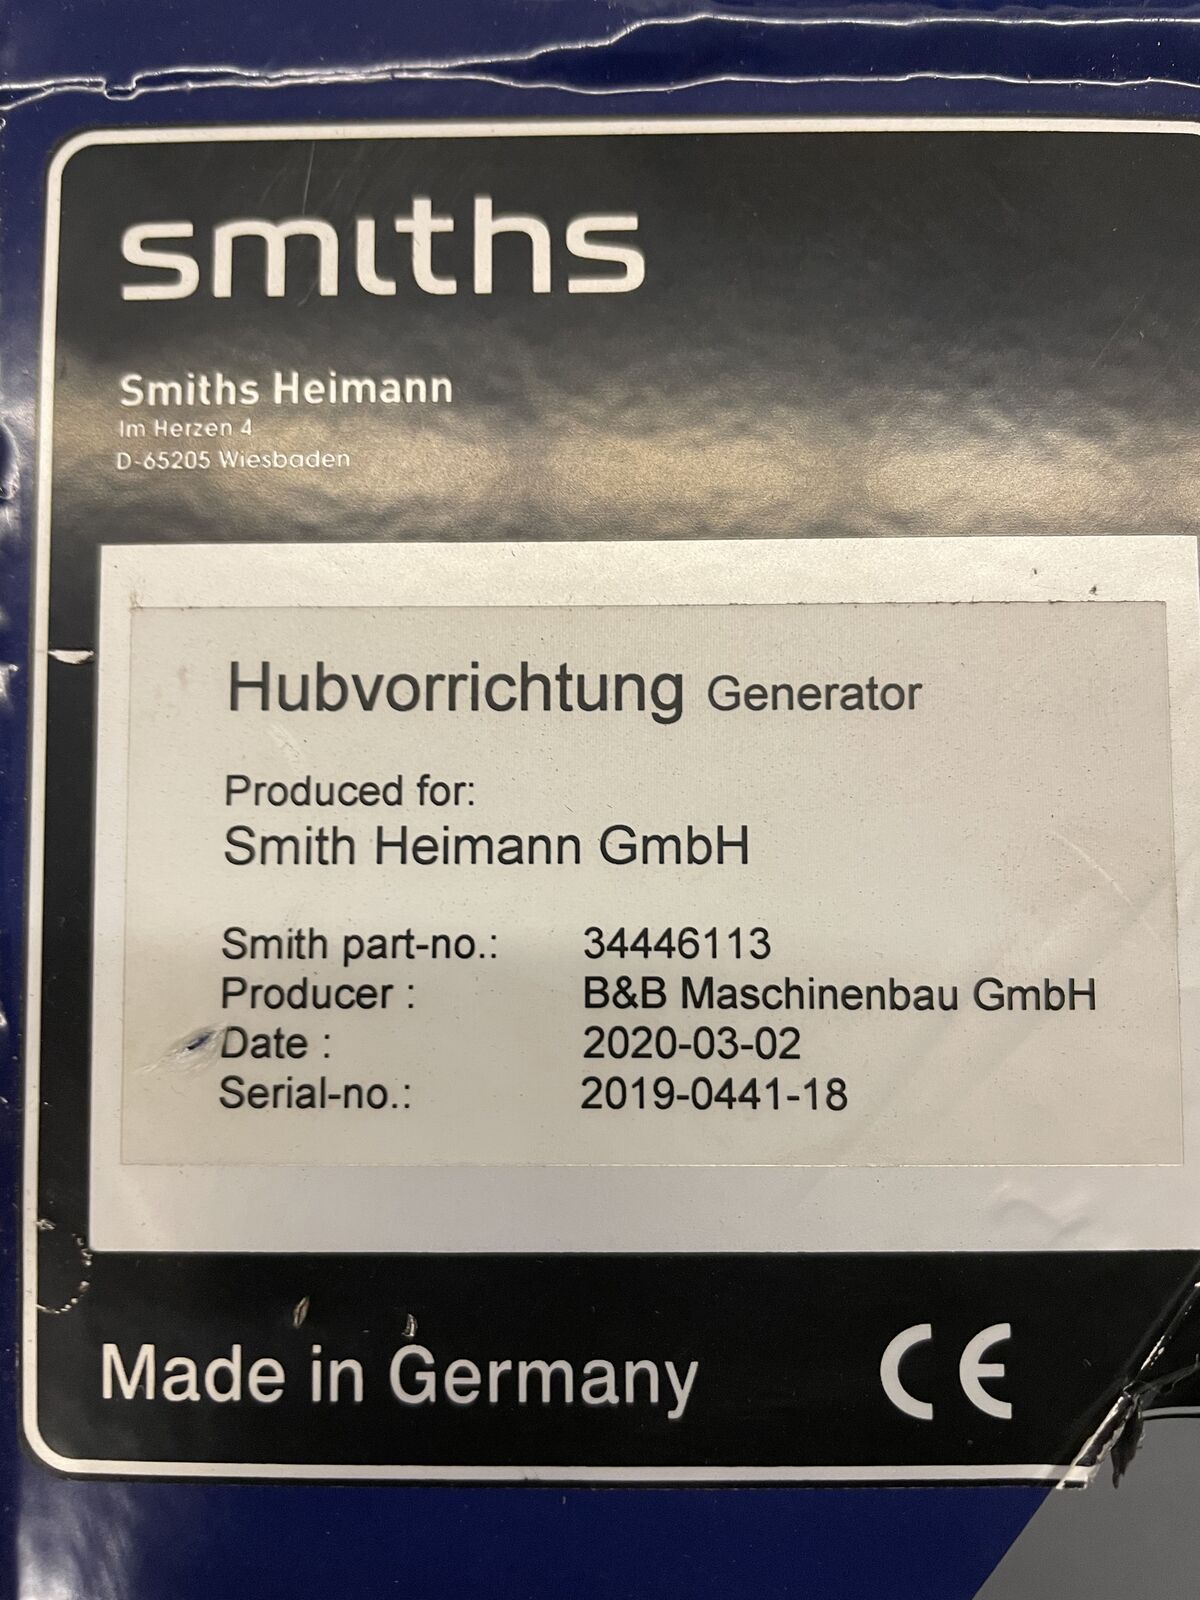 smiths
Smiths Heimann
Im Herzen 4
D-65205 Wiesbaden
Hubvorrichtung Generator
Produced for:
Smith Heimann GmbH
Smith part-no.: 34446113
Producer : B&B Maschinenbau GmbH
Date : 2020-03-02
Serial-no.: 2019-0441-18
Made in Germany CE